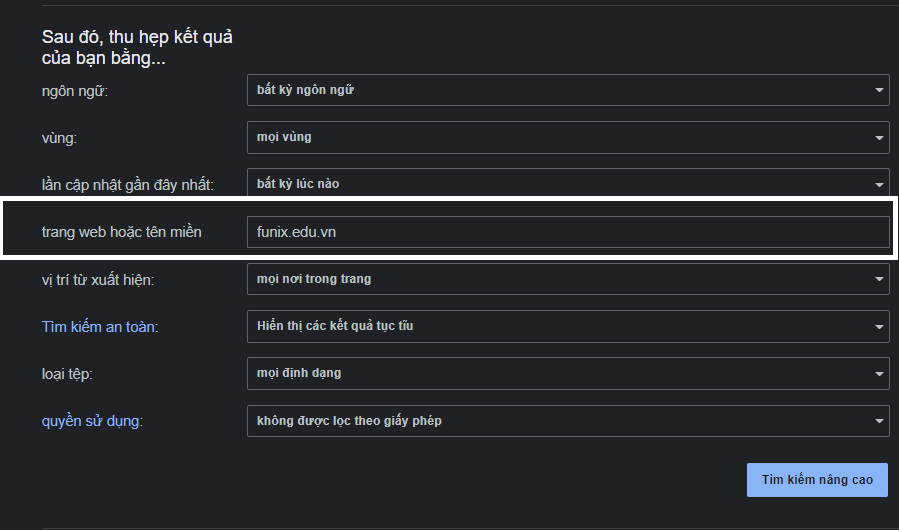 Sau đó, thu hẹp kết quả
của bạn bằng...
ngôn ngữ:
bất kỳ ngôn ngữ
vùng:
mọi vùng
lần cập nhật gần đây nhất:
bất kỳ lúc nào
trang web hoặc tên miền
funix.edu.vn
vị trí từ xuất hiện:
mọi nơi trong trang
Tìm kiếm an toàn:
Hiển thị các kết quả tục tĩu
loại tệp:
mọi định dạng
quyền sử dụng:
không được lọc theo giấy phép
Tìm kiếm nâng cao